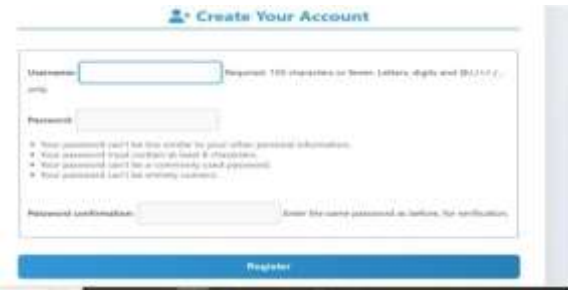 Create Your Account
Username: Required. 150 characters or fewer. Letters, digits and @/./+/-/_
only.
Password:
Your password can't be too similar to your other personal information.
Your password must contain at least 8 characters.
Your password can't be a commonly used password.
Your password can't be entirely numeric.
Password confirmation: Enter the same password as before, for verification.
Register